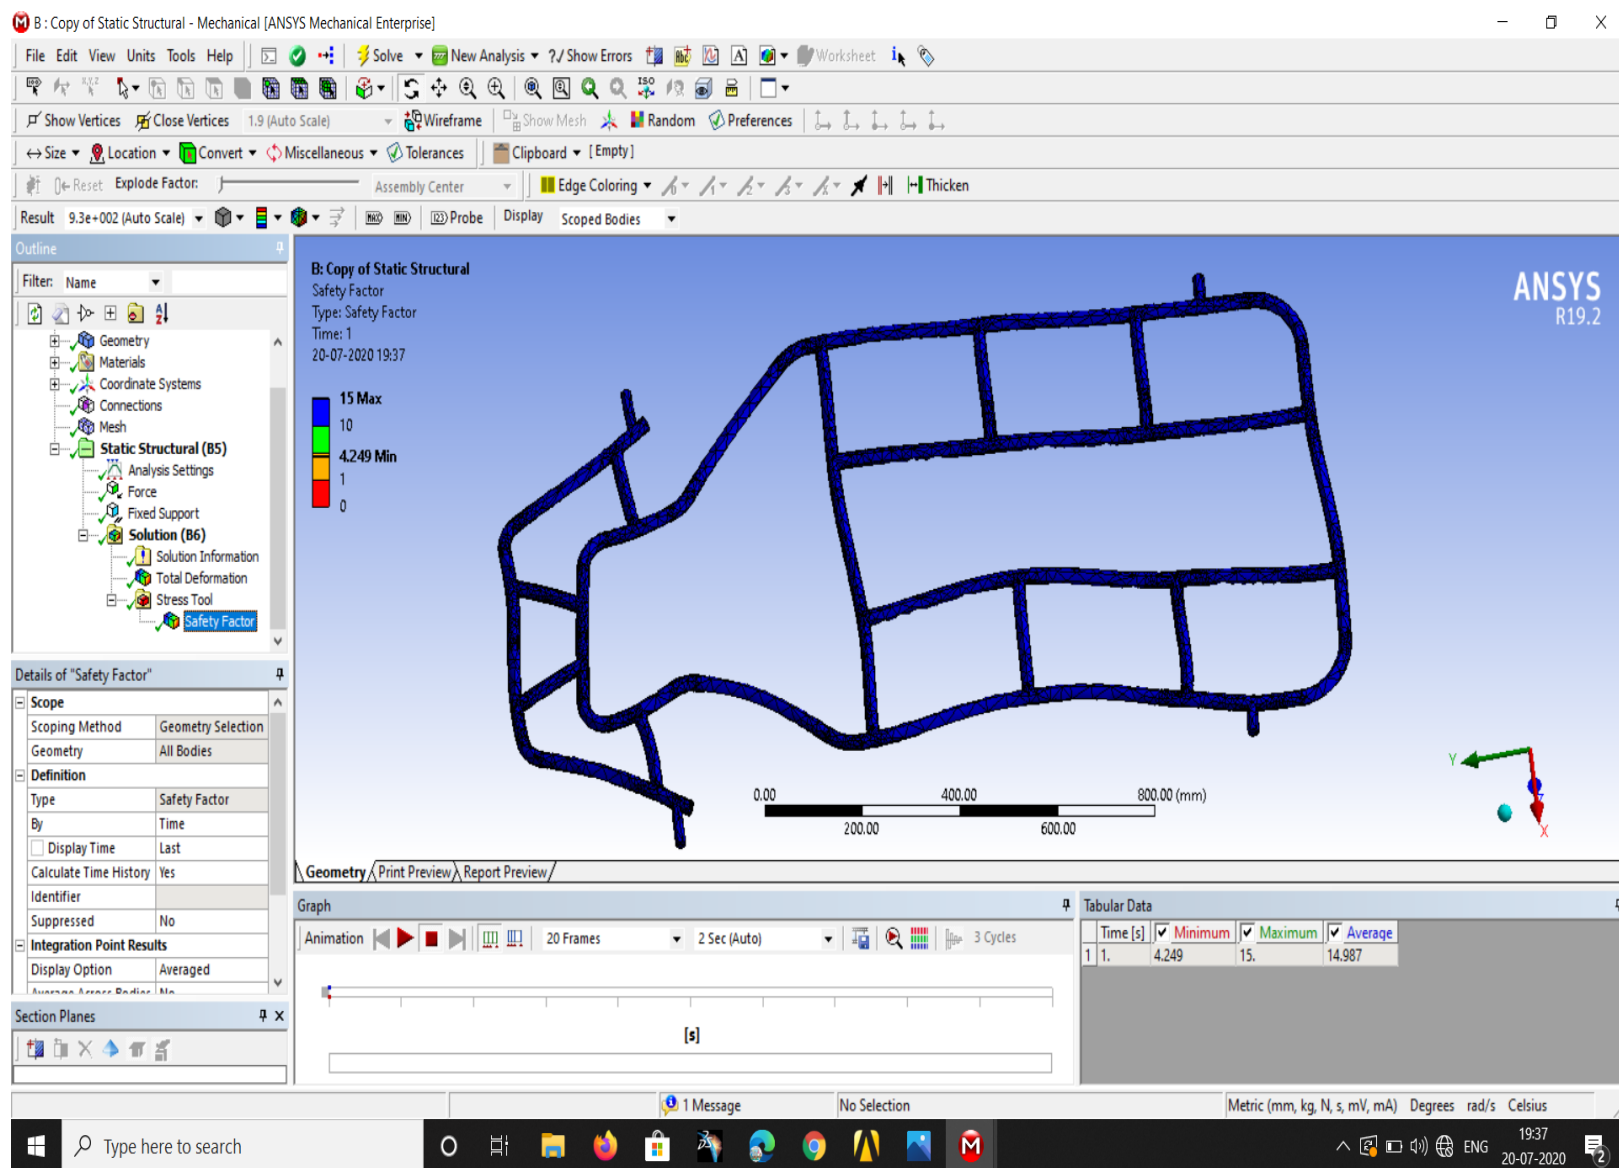 B : Copy of Static Structural - Mechanical [ANSYS Mechanical Enterprise]
File Edit View Units Tools Help Solve New Analysis ?/ Show Errors Worksheet
Show Vertices Close Vertices 1.9 (Auto Scale) Wireframe Show Mesh Random Preferences
Size Location Convert Miscellaneous Tolerances Clipboard [ Empty ]
Reset Explode Factor: Assembly Center Edge Coloring Thicken
Result 9.3e+002 (Auto Scale) MAX MIN Probe Display Scoped Bodies
Outline
Filter: Name
Geometry
Materials
Coordinate Systems
Connections
Mesh
Static Structural (B5)
Analysis Settings
Force
Fixed Support
Solution (B6)
Solution Information
Total Deformation
Stress Tool
Safety Factor
Details of "Safety Factor"
Scope
Scoping Method Geometry Selection
Geometry All Bodies
Definition
Type Safety Factor
By Time
Display Time Last
Calculate Time History Yes
Identifier
Suppressed No
Integration Point Results
Display Option Averaged
Average Across Bodies No
Section Planes
B: Copy of Static Structural
Safety Factor
Type: Safety Factor
Time: 1
20-07-2020 19:37
15 Max
10
4.249 Min
1
0
ANSYS
R19.2
0.00 400.00 800.00 (mm)
200.00 600.00
Y
Z
X
Geometry Print Preview Report Preview
Graph
Animation 20 Frames 2 Sec (Auto) 3 Cycles
[s]
Tabular Data
Time [s] Minimum Maximum Average
1 1. 4.249 15. 14.987
1 Message No Selection Metric (mm, kg, N, s, mV, mA) Degrees rad/s Celsius
Type here to search
ENG
19:37
20-07-2020
2